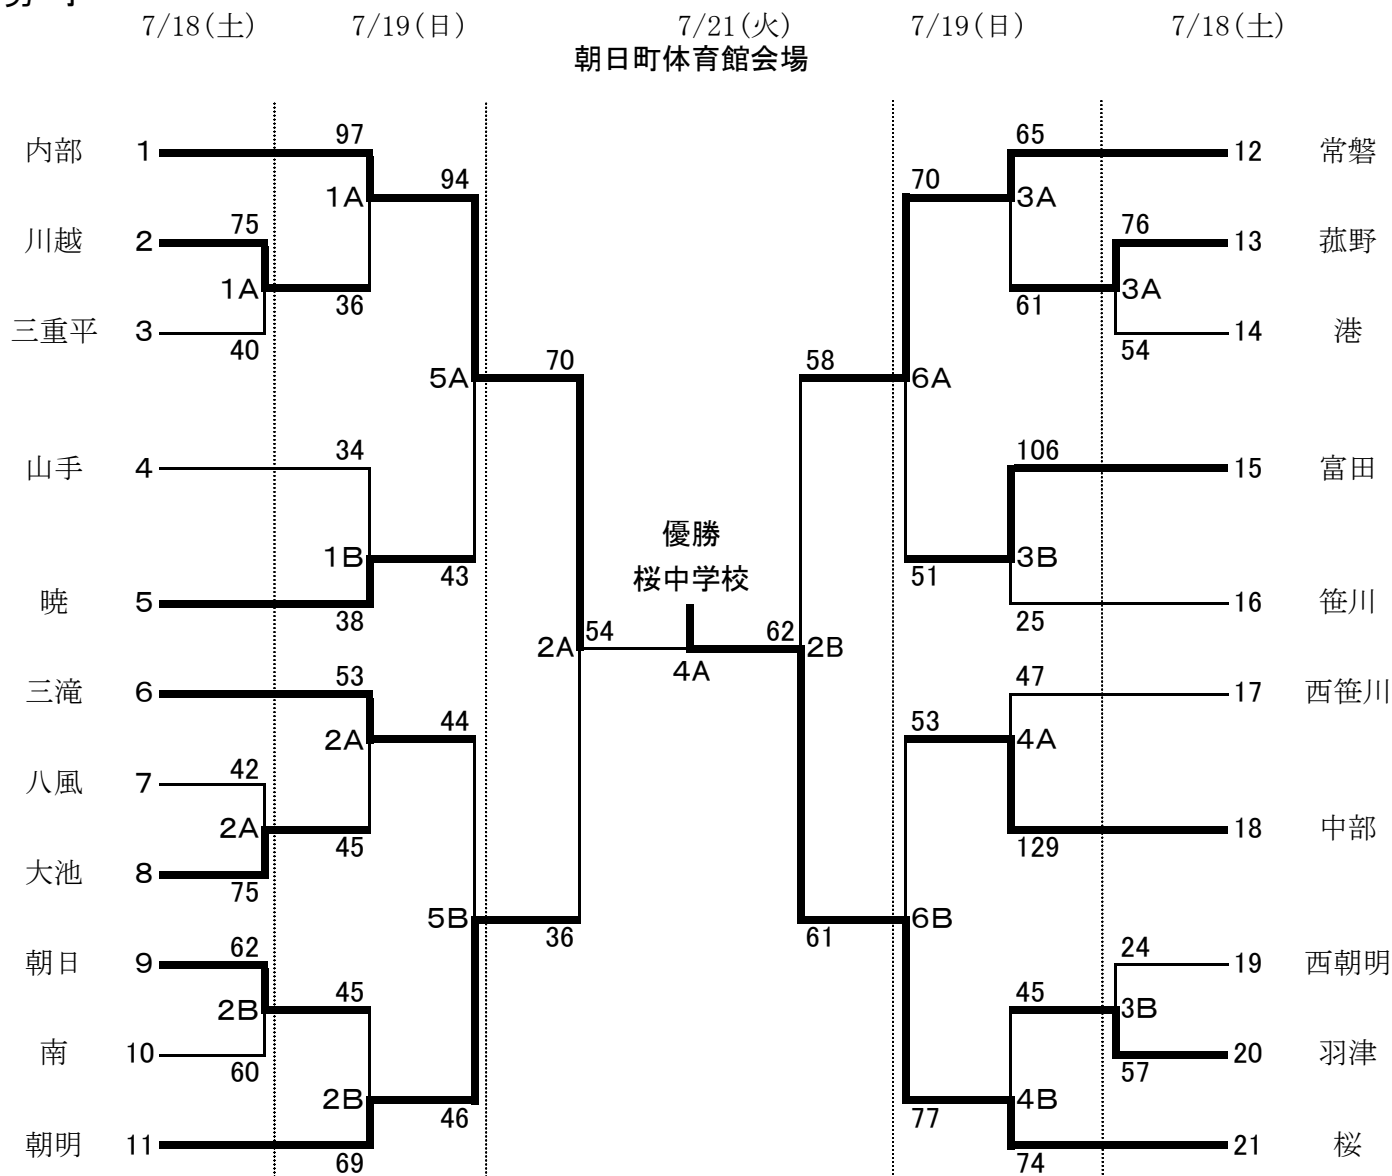 7/18(土) 7/19(日) 7/21(火) 7/19(日) 7/18(土)
朝日町体育館会場
97 65
内部 1 12 常磐
94 70
1A 3A
75 76
川越 2 13 菰野
1A 36 61 3A
三重平 3 14 港
40 54
70 58
5A 6A
34 106
山手 4 15 富田
優勝
1B 3B
43 桜中学校 51
暁 5 16 笹川
38 25
54 62
2A 2B
4A
53 47
三滝 6 17 西笹川
44 53
2A 4A
42
八風 7
2A 18 中部
45 129
大池 8
75
5B 6B
36 61
62 24
朝日 9 19 西朝明
45 45
2B 3B
南 10 20 羽津
60 57
2B 4B
46 77
朝明 11 21 桜
69 74